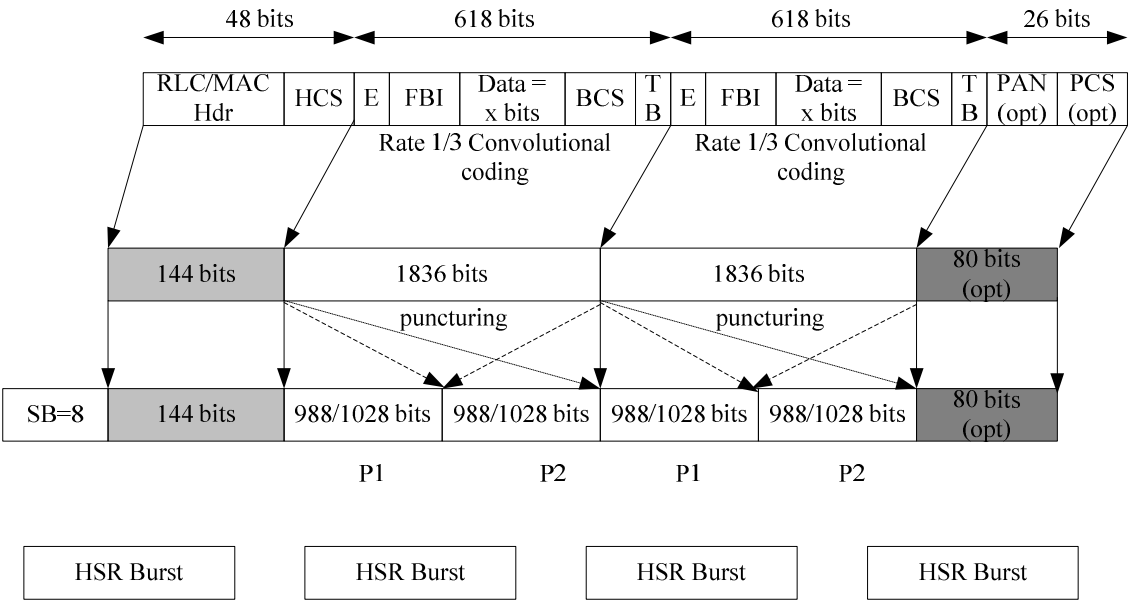 48 bits
618 bits
618 bits
26 bits
RLC/MAC
Hdr
HCS
E
FBI
Data =
x bits
BCS
T
B
E
FBI
Data =
x bits
BCS
T
B
PAN
(opt)
PCS
(opt)
Rate 1/3 Convolutional
coding
Rate 1/3 Convolutional
coding
144 bits
1836 bits
1836 bits
80 bits
(opt)
puncturing
puncturing
SB=8
144 bits
988/1028 bits
988/1028 bits
988/1028 bits
988/1028 bits
80 bits
(opt)
P1
P2
P1
P2
HSR Burst
HSR Burst
HSR Burst
HSR Burst